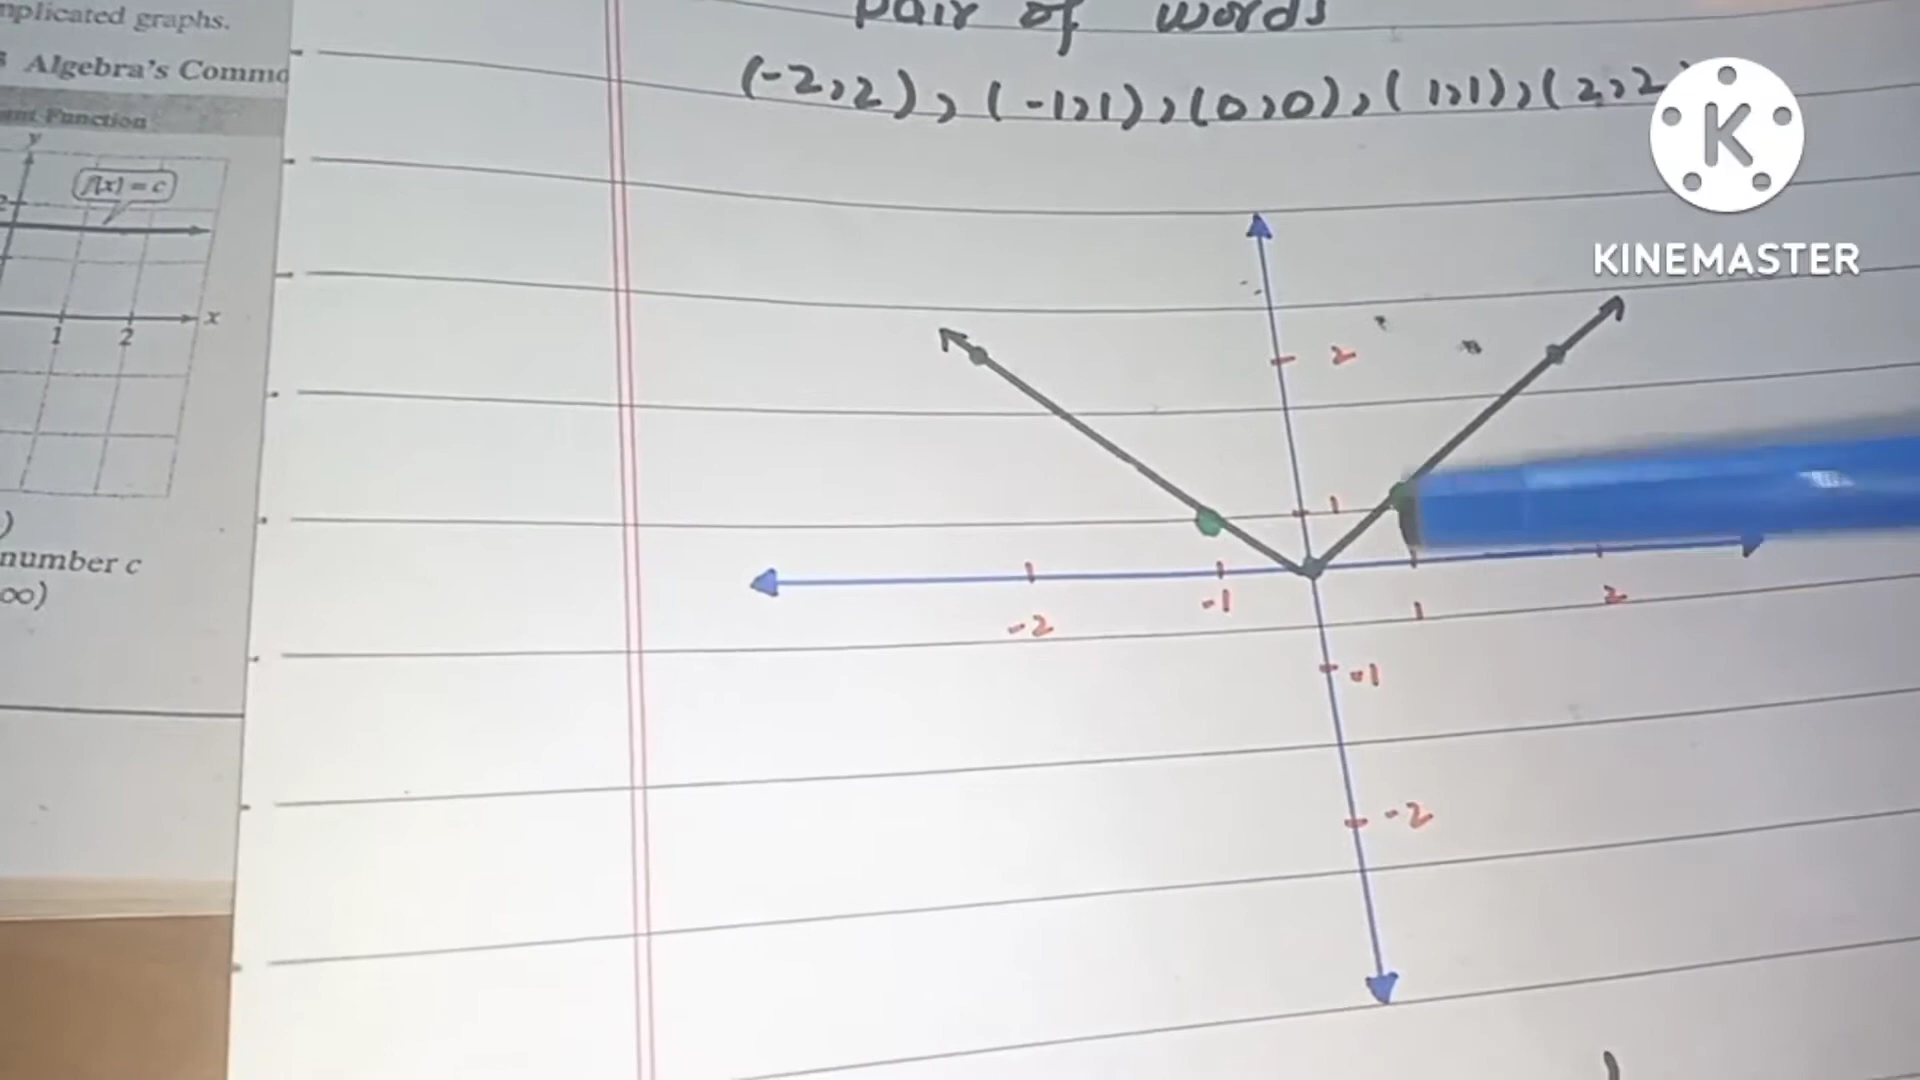 mplicated graphs.
Algebra's Commo
Function
y
f(x) = c
x
1 2
)
number c
∞)
pair of words
(-2,2), (-1,1), (0,0), (1,1), (2,2
K
KINEMASTER
2
1
-2 -1 1 2
-1
-2